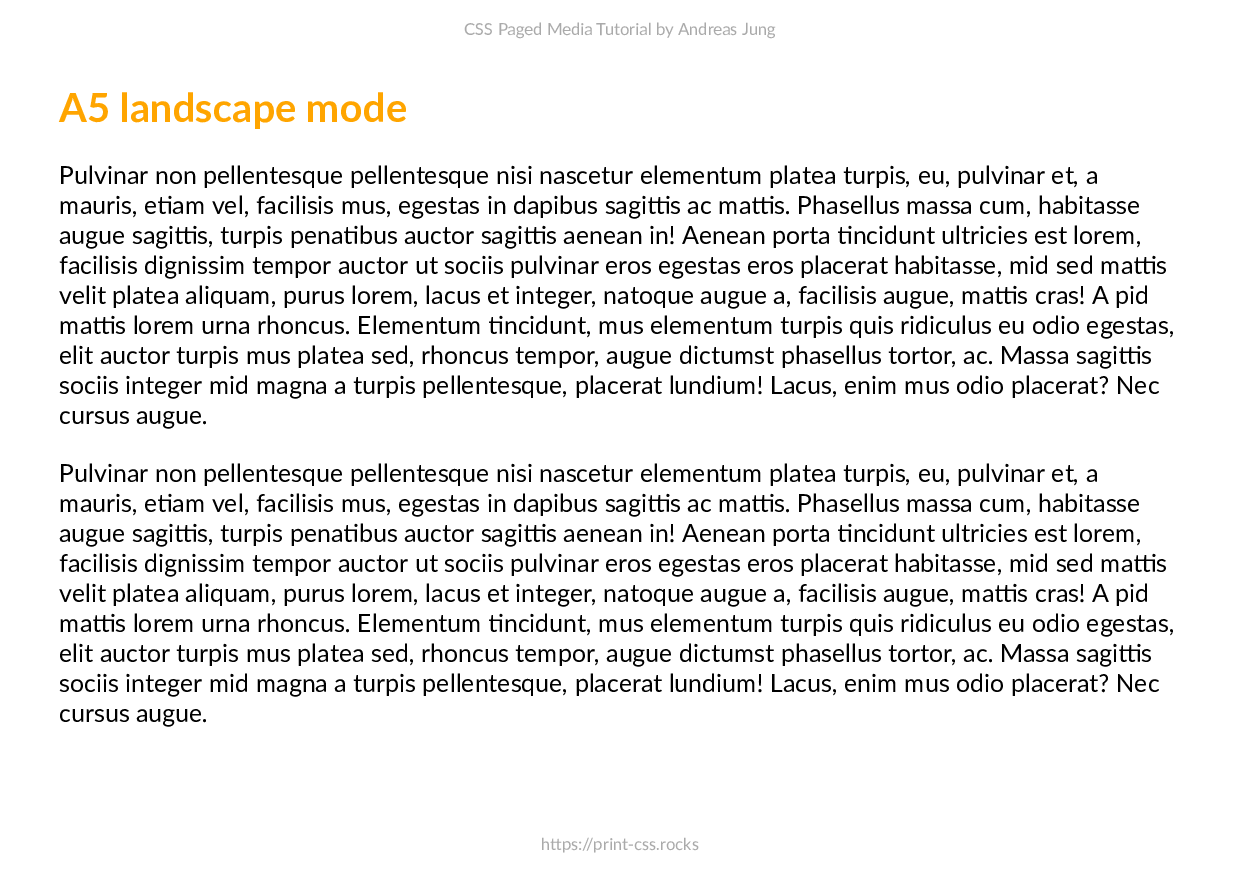 CSS Paged Media Tutorial by Andreas Jung
A5 landscape mode
Pulvinar non pellentesque pellentesque nisi nascetur elementum platea turpis, eu, pulvinar et, a
mauris, etiam vel, facilisis mus, egestas in dapibus sagittis ac mattis. Phasellus massa cum, habitasse
augue sagittis, turpis penatibus auctor sagittis aenean in! Aenean porta tincidunt ultricies est lorem,
facilisis dignissim tempor auctor ut sociis pulvinar eros egestas eros placerat habitasse, mid sed mattis
velit platea aliquam, purus lorem, lacus et integer, natoque augue a, facilisis augue, mattis cras! A pid
mattis lorem urna rhoncus. Elementum tincidunt, mus elementum turpis quis ridiculus eu odio egestas,
elit auctor turpis mus platea sed, rhoncus tempor, augue dictumst phasellus tortor, ac. Massa sagittis
sociis integer mid magna a turpis pellentesque, placerat lundium! Lacus, enim mus odio placerat? Nec
cursus augue.
Pulvinar non pellentesque pellentesque nisi nascetur elementum platea turpis, eu, pulvinar et, a
mauris, etiam vel, facilisis mus, egestas in dapibus sagittis ac mattis. Phasellus massa cum, habitasse
augue sagittis, turpis penatibus auctor sagittis aenean in! Aenean porta tincidunt ultricies est lorem,
facilisis dignissim tempor auctor ut sociis pulvinar eros egestas eros placerat habitasse, mid sed mattis
velit platea aliquam, purus lorem, lacus et integer, natoque augue a, facilisis augue, mattis cras! A pid
mattis lorem urna rhoncus. Elementum tincidunt, mus elementum turpis quis ridiculus eu odio egestas,
elit auctor turpis mus platea sed, rhoncus tempor, augue dictumst phasellus tortor, ac. Massa sagittis
sociis integer mid magna a turpis pellentesque, placerat lundium! Lacus, enim mus odio placerat? Nec
cursus augue.
https://print-css.rocks